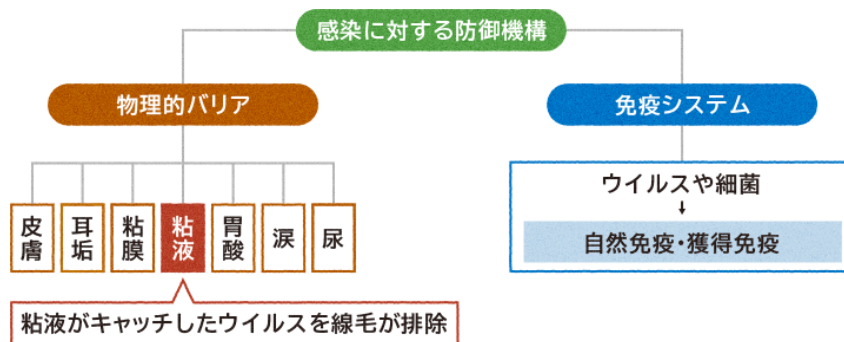 感染に対する防御機構
物理的バリア
免疫システム
皮膚
耳垢
粘膜
粘液
胃酸
涙
尿
粘液がキャッチしたウイルスを線毛が排除
ウイルスや細菌
↓
自然免疫・獲得免疫